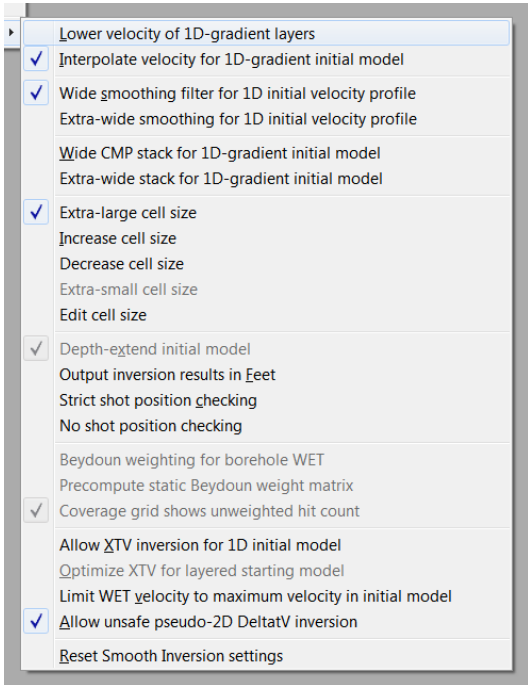 Lower velocity of 1D-gradient layers
Interpolate velocity for 1D-gradient initial model
Wide smoothing filter for 1D initial velocity profile
Extra-wide smoothing for 1D initial velocity profile
Wide CMP stack for 1D-gradient initial model
Extra-wide stack for 1D-gradient initial model
Extra-large cell size
Increase cell size
Decrease cell size
Extra-small cell size
Edit cell size
Depth-extend initial model
Output inversion results in Feet
Strict shot position checking
No shot position checking
Beydoun weighting for borehole WET
Precompute static Beydoun weight matrix
Coverage grid shows unweighted hit count
Allow XTV inversion for 1D initial model
Optimize XTV for layered starting model
Limit WET velocity to maximum velocity in initial model
Allow unsafe pseudo-2D DeltatV inversion
Reset Smooth Inversion settings